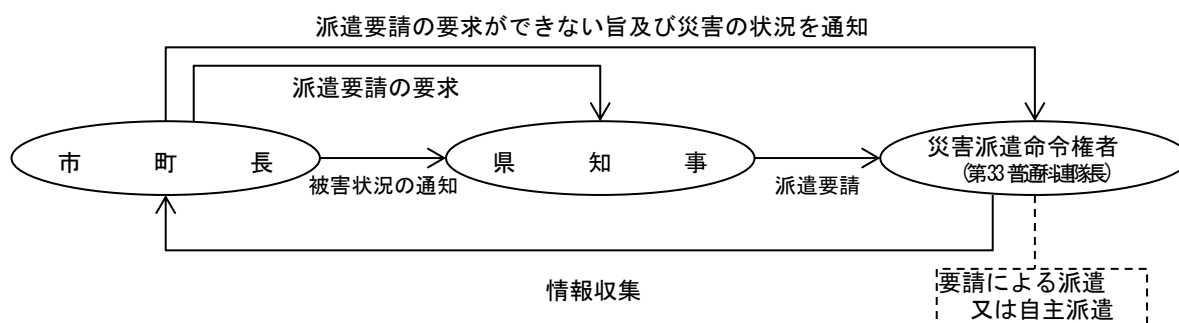 派遣要請の要求ができない旨及び災害の状況を通知
派遣要請の要求
市町長
県知事
災害派遣命令権者
(第33普通科連隊長)
被害状況の通知
派遣要請
情報収集
要請による派遣
又は自主派遣